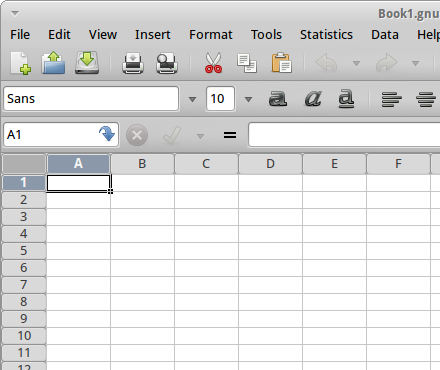 Book1.gnu
File Edit View Insert Format Tools Statistics Data Help
Sans 10 a a a
A1 =
A B C D E F
1
2
3
4
5
6
7
8
9
10
11
12